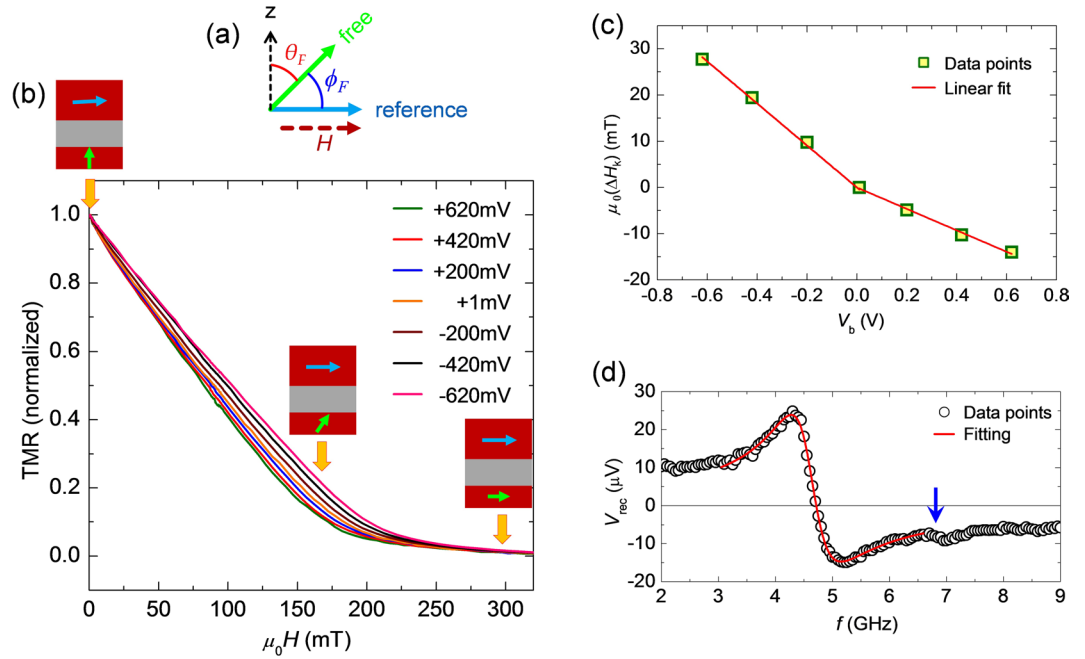 (a)
z
free
θF
ϕF
reference
H
(b)
+620mV
+420mV
+200mV
+1mV
-200mV
-420mV
-620mV
1.0
0.8
0.6
0.4
0.2
0.0
TMR (normalized)
0 50 100 150 200 250 300
μ0H (mT)
(c)
Data points
Linear fit
30
20
10
0
-10
-20
μ0(ΔHk) (mT)
-0.8 -0.6 -0.4 -0.2 0.0 0.2 0.4 0.6 0.8
Vb (V)
(d)
Data points
Fitting
30
20
10
0
-10
-20
Vrec (μV)
2 3 4 5 6 7 8 9
f (GHz)